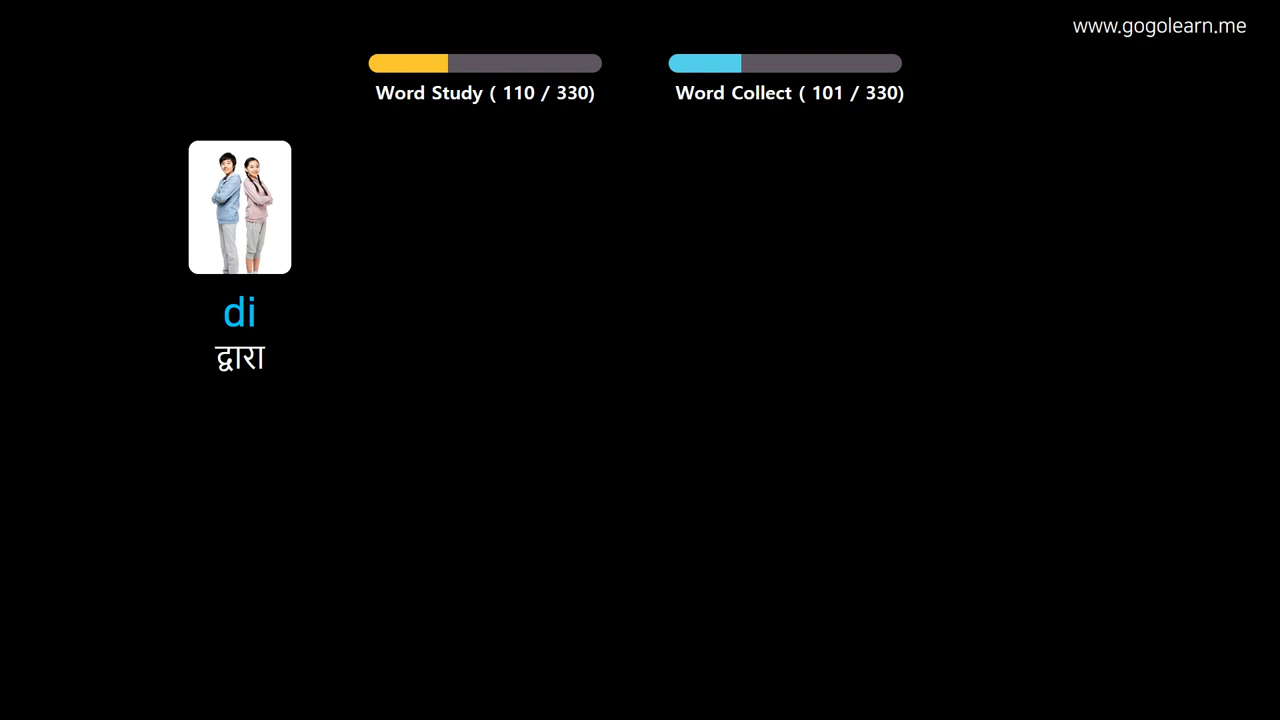 www.gogolearn.me
Word Study ( 110 / 330)
Word Collect ( 101 / 330)
di
द्वारा